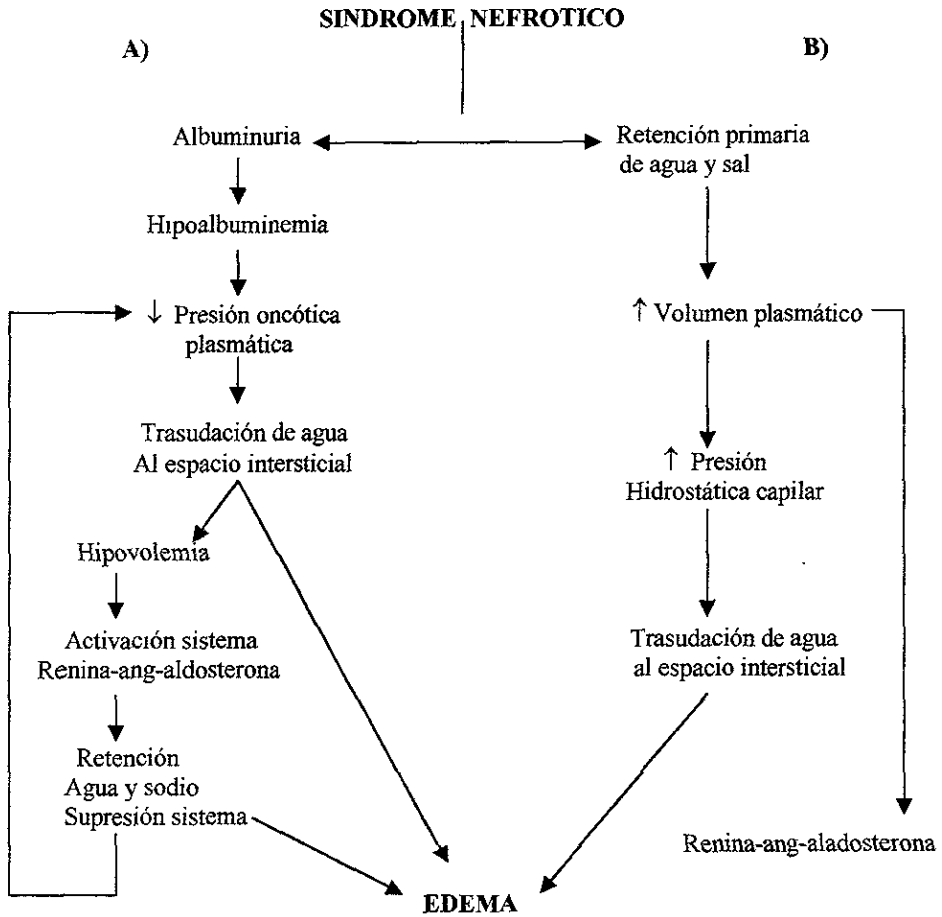 SINDROME NEFROTICO
A)
B)
Albuminuria
Hipoalbuminemia
↓ Presión oncótica
plasmática
Trasudación de agua
Al espacio intersticial
Hipovolemia
Activación sistema
Renina-ang-aldosterona
Retención
Agua y sodio
Supresión sistema
Retención primaria
de agua y sal
↑ Volumen plasmático
↑ Presión
Hidrostática capilar
Trasudación de agua
al espacio intersticial
Renina-ang-aladosterona
EDEMA